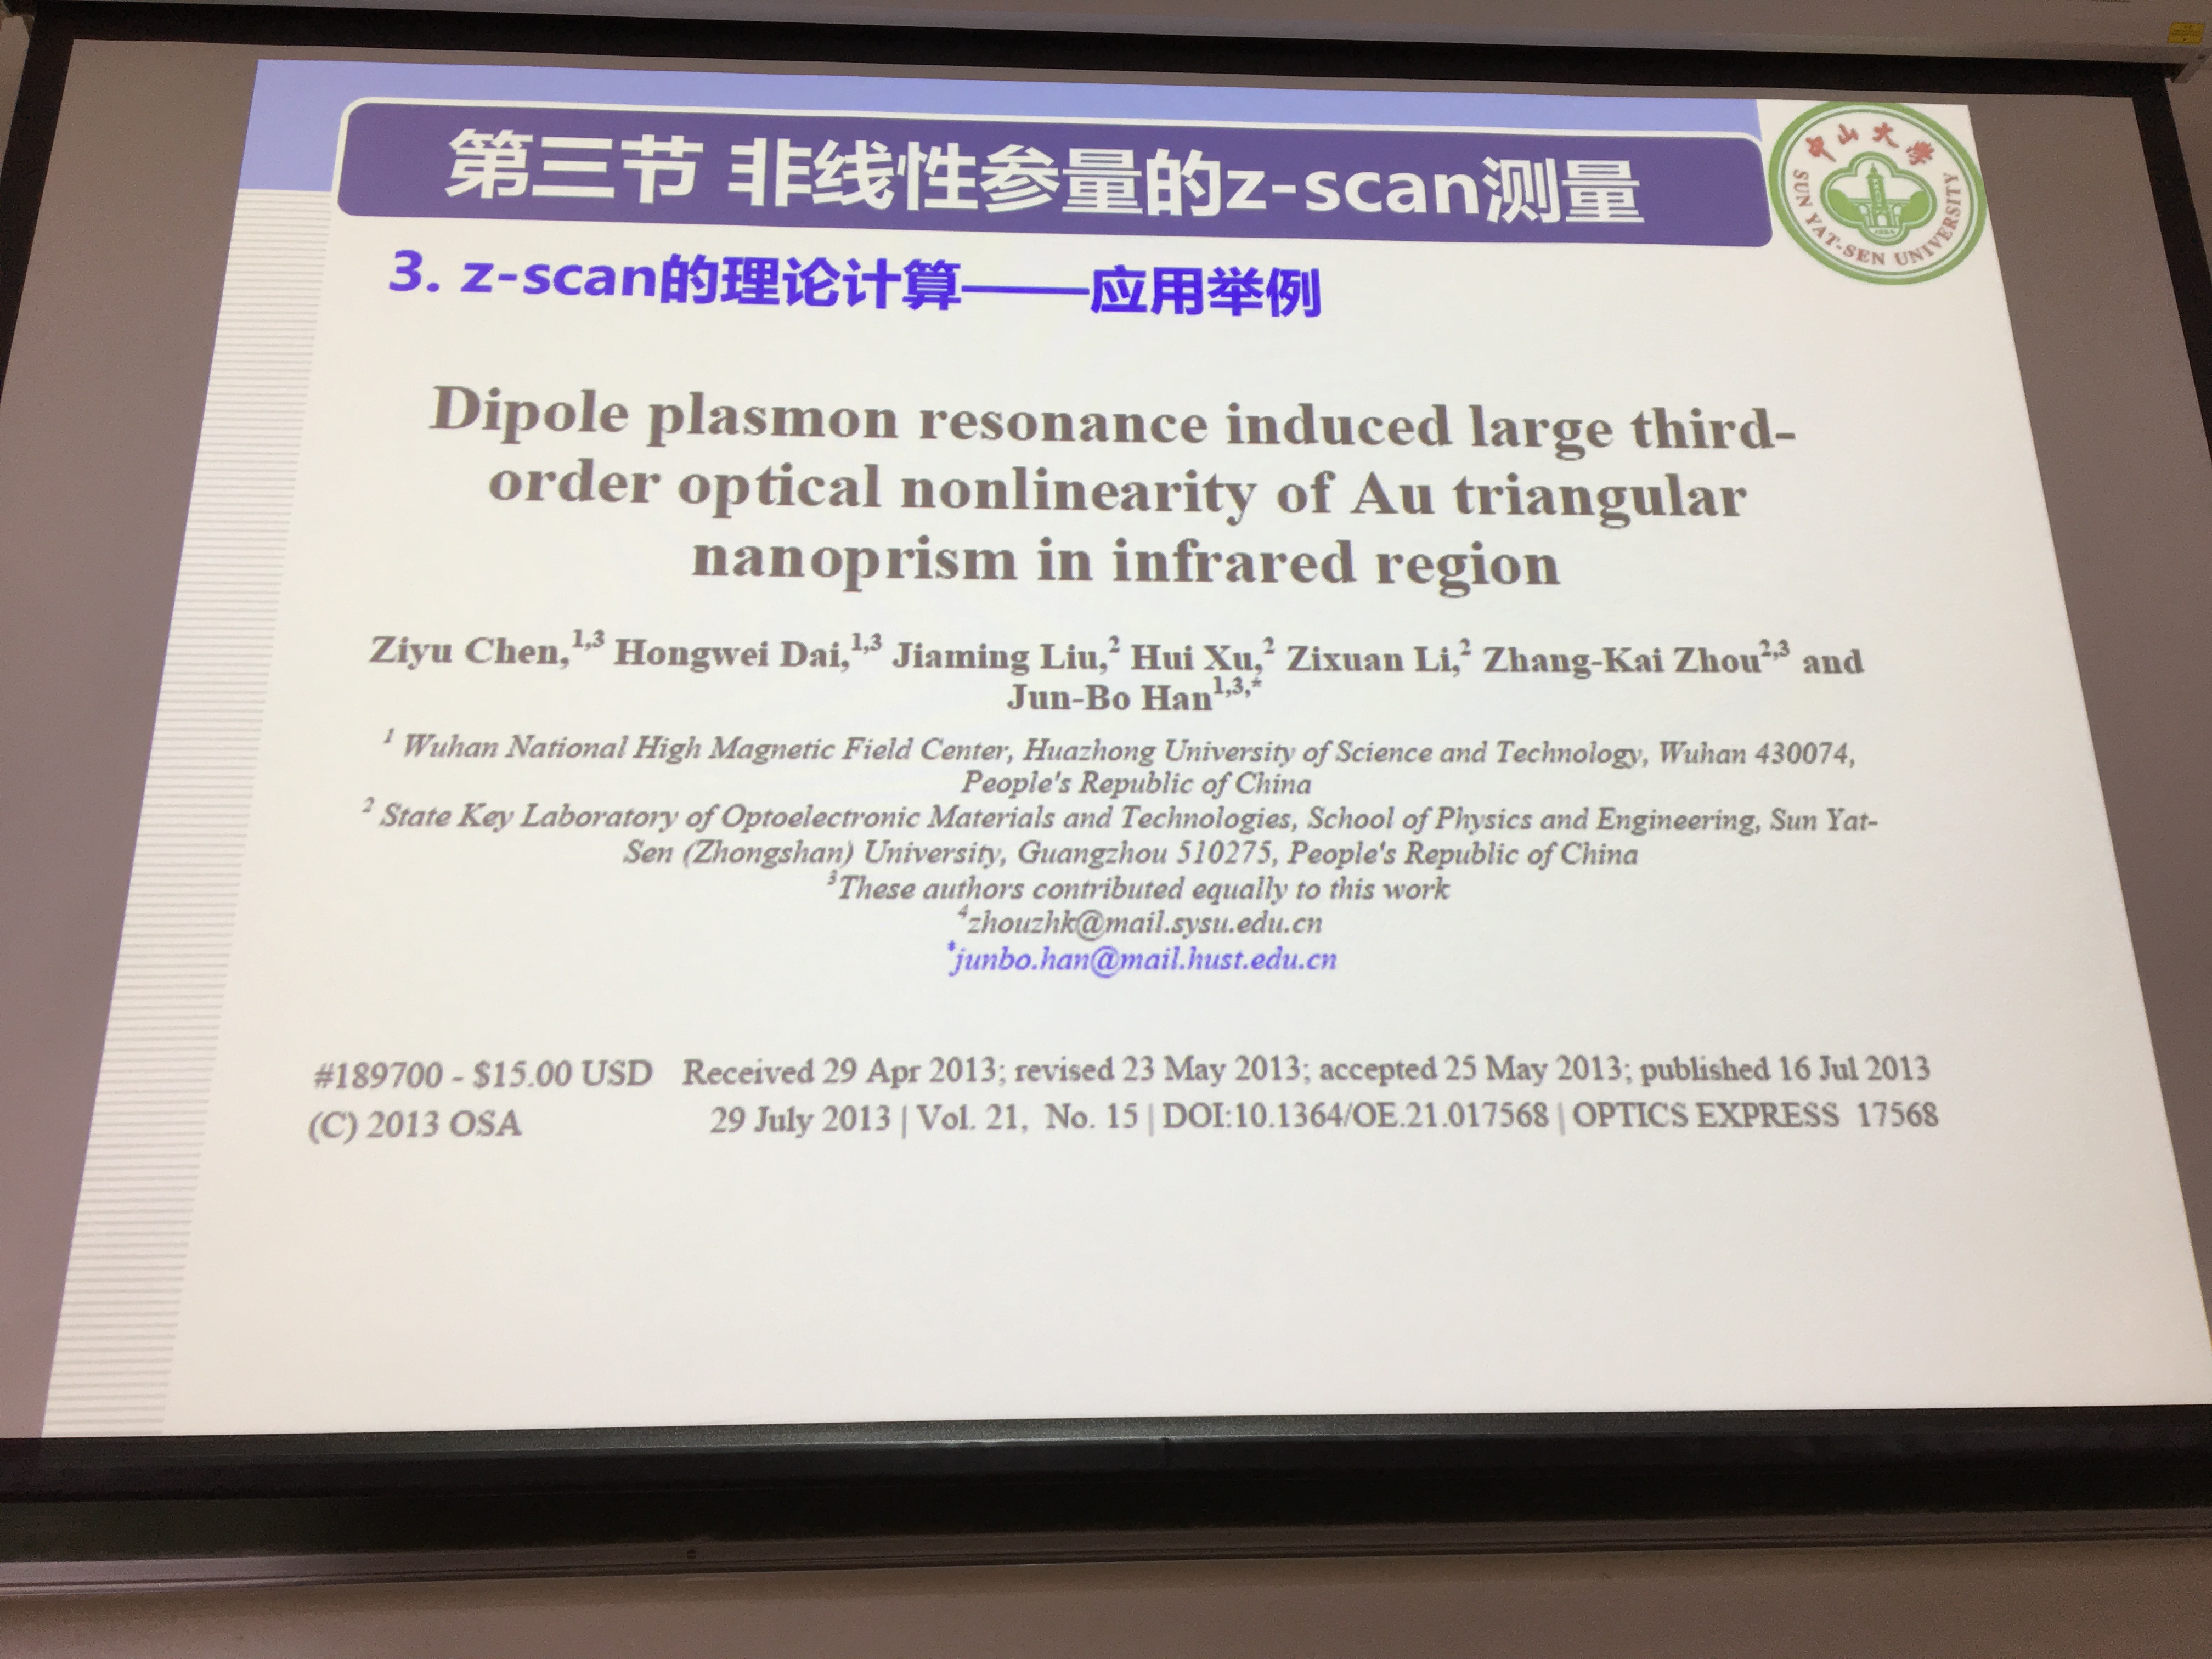 第三节 非线性参量的z-scan测量
中山大学
SUN YAT-SEN UNIVERSITY
3. z-scan的理论计算——应用举例
Dipole plasmon resonance induced large third-
order optical nonlinearity of Au triangular
nanoprism in infrared region
Ziyu Chen,1,3 Hongwei Dai,1,3 Jiaming Liu,2 Hui Xu,2 Zixuan Li,2 Zhang-Kai Zhou2,3 and
Jun-Bo Han1,3,*
1 Wuhan National High Magnetic Field Center, Huazhong University of Science and Technology, Wuhan 430074,
People's Republic of China
2 State Key Laboratory of Optoelectronic Materials and Technologies, School of Physics and Engineering, Sun Yat-
Sen (Zhongshan) University, Guangzhou 510275, People's Republic of China
3These authors contributed equally to this work
4zhouzhk@mail.sysu.edu.cn
*junbo.han@mail.hust.edu.cn
#189700 - $15.00 USD Received 29 Apr 2013; revised 23 May 2013; accepted 25 May 2013; published 16 Jul 2013
(C) 2013 OSA 29 July 2013 | Vol. 21, No. 15 | DOI:10.1364/OE.21.017568 | OPTICS EXPRESS 17568